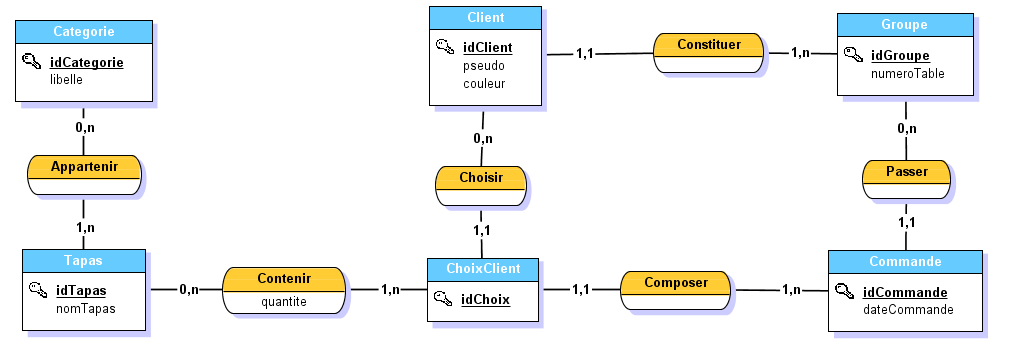 Categorie
idCategorie
libelle
Client
idClient
pseudo
couleur
1,1
Constituer
1,n
Groupe
idGroupe
numeroTable
0,n
Appartenir
1,n
0,n
Choisir
1,1
0,n
Passer
1,1
Tapas
idTapas
nomTapas
0,n
Contenir
quantite
1,n
ChoixClient
idChoix
1,1
Composer
1,n
Commande
idCommande
dateCommande